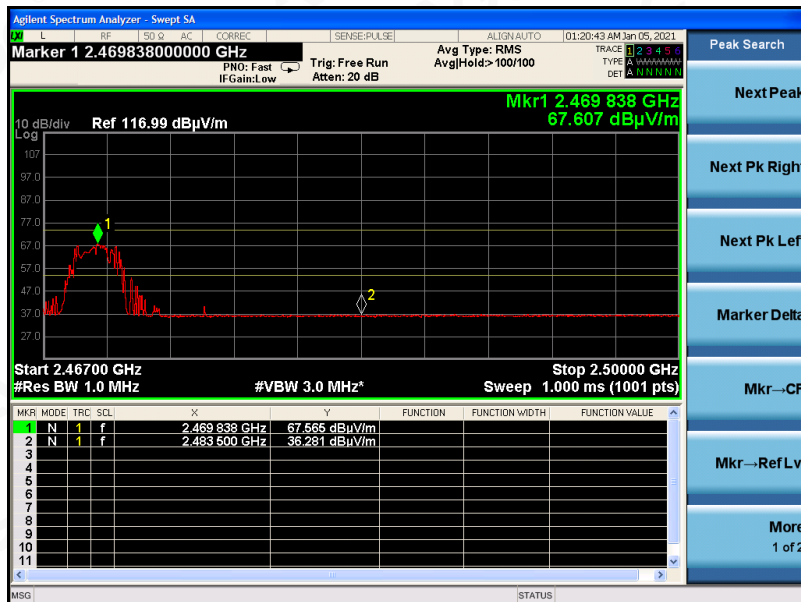 Agilent Spectrum Analyzer - Swept SA
LXI L RF 50 Ω AC CORREC SENSE:PULSE ALIGN AUTO 01:20:43 AM Jan 05, 2021
Marker 1 2.469838000000 GHz
PNO: Fast
IFGain:Low
Trig: Free Run
Atten: 20 dB
Avg Type: RMS
Avg|Hold:>100/100
TRACE 1 2 3 4 5 6
TYPE A WWWWW
DET A N N N N N
Mkr1 2.469 838 GHz
67.607 dBµV/m
10 dB/div Ref 116.99 dBµV/m
Log
107
97.0
87.0
77.0
67.0
57.0
47.0
37.0
27.0
1
2
Start 2.46700 GHz Stop 2.50000 GHz
#Res BW 1.0 MHz #VBW 3.0 MHz* Sweep 1.000 ms (1001 pts)
MKR MODE TRC SCL X Y FUNCTION FUNCTION WIDTH FUNCTION VALUE
1 N 1 f 2.469 838 GHz 67.565 dBµV/m
2 N 1 f 2.483 500 GHz 36.281 dBµV/m
3
4
5
6
7
8
9
10
11
MSG STATUS
Peak Search
Next Peak
Next Pk Right
Next Pk Left
Marker Delta
Mkr→CF
Mkr→Ref Lv
More
1 of 2